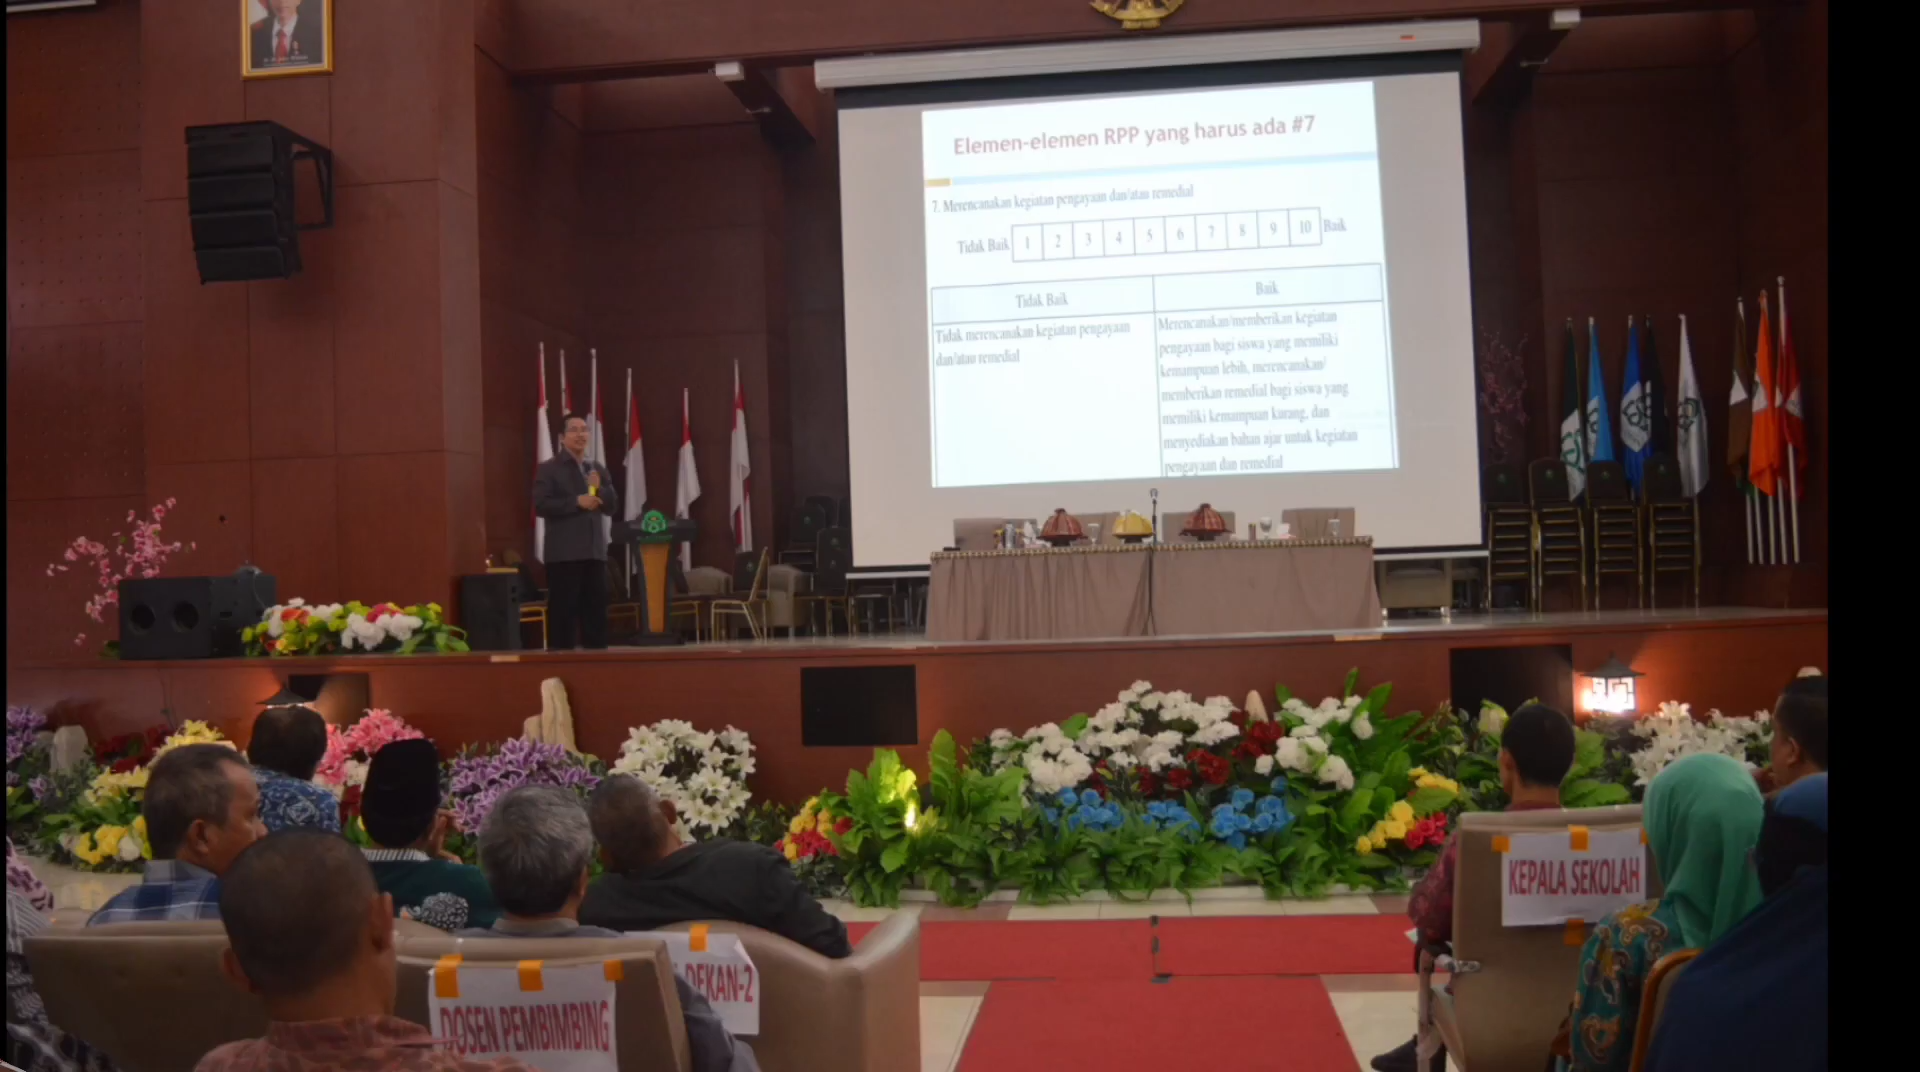 Elemen-elemen RPP yang harus ada #7
7. Merencanakan kegiatan pengayaan dan/atau remedial
Tidak Baik 1 2 3 4 5 6 7 8 9 10 Baik
Tidak Baik
Baik
Tidak merencanakan kegiatan pengayaan
dan/atau remedial
Merencanakan/memberikan kegiatan
pengayaan bagi siswa yang memiliki
kemampuan lebih, merencanakan/
memberikan remedial bagi siswa yang
memiliki kemampuan kurang, dan
menyediakan bahan ajar untuk kegiatan
pengayaan dan remedial
KEPALA SEKOLAH
DEKAN-2
DOSEN PEMBIMBING